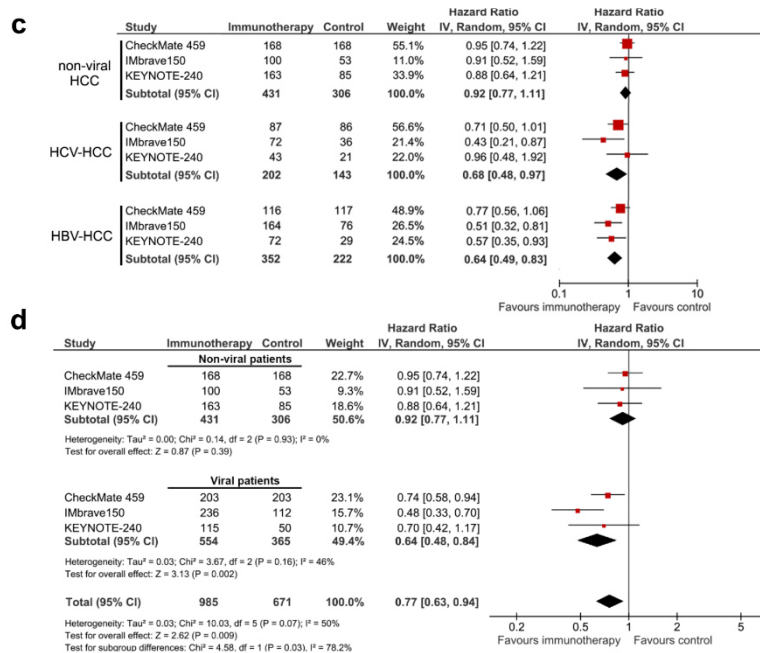 c
Hazard Ratio Hazard Ratio
Study Immunotherapy Control Weight IV, Random, 95% CI IV, Random, 95% CI
non-viral HCC
CheckMate 459 168 168 55.1% 0.95 [0.74, 1.22]
IMbrave150 100 53 11.0% 0.91 [0.52, 1.59]
KEYNOTE-240 163 85 33.9% 0.88 [0.64, 1.21]
Subtotal (95% CI) 431 306 100.0% 0.92 [0.77, 1.11]
HCV-HCC
CheckMate 459 87 86 56.6% 0.71 [0.50, 1.01]
IMbrave150 72 36 21.4% 0.43 [0.21, 0.87]
KEYNOTE-240 43 21 22.0% 0.96 [0.48, 1.92]
Subtotal (95% CI) 202 143 100.0% 0.68 [0.48, 0.97]
HBV-HCC
CheckMate 459 116 117 48.9% 0.77 [0.56, 1.06]
IMbrave150 164 76 26.5% 0.51 [0.32, 0.81]
KEYNOTE-240 72 29 24.5% 0.57 [0.35, 0.93]
Subtotal (95% CI) 352 222 100.0% 0.64 [0.49, 0.83]
0.1 1 10
Favours immunotherapy Favours control
d
Hazard Ratio Hazard Ratio
Study Immunotherapy Control Weight IV, Random, 95% CI IV, Random, 95% CI
Non-viral patients
CheckMate 459 168 168 22.7% 0.95 [0.74, 1.22]
IMbrave150 100 53 9.3% 0.91 [0.52, 1.59]
KEYNOTE-240 163 85 18.6% 0.88 [0.64, 1.21]
Subtotal (95% CI) 431 306 50.6% 0.92 [0.77, 1.11]
Heterogeneity: Tau² = 0.00; Chi² = 0.14, df = 2 (P = 0.93); I² = 0%
Test for overall effect: Z = 0.87 (P = 0.39)
Viral patients
CheckMate 459 203 203 23.1% 0.74 [0.58, 0.94]
IMbrave150 236 112 15.7% 0.48 [0.33, 0.70]
KEYNOTE-240 115 50 10.7% 0.70 [0.42, 1.17]
Subtotal (95% CI) 554 365 49.4% 0.64 [0.48, 0.84]
Heterogeneity: Tau² = 0.03; Chi² = 3.67, df = 2 (P = 0.16); I² = 46%
Test for overall effect: Z = 3.13 (P = 0.002)
Total (95% CI) 985 671 100.0% 0.77 [0.63, 0.94]
Heterogeneity: Tau² = 0.03; Chi² = 10.03, df = 5 (P = 0.07); I² = 50%
Test for overall effect: Z = 2.62 (P = 0.009)
Test for subgroup differences: Chi² = 4.58, df = 1 (P = 0.03), I² = 78.2%
0.2 0.5 1 2 5
Favours immunotherapy Favours control